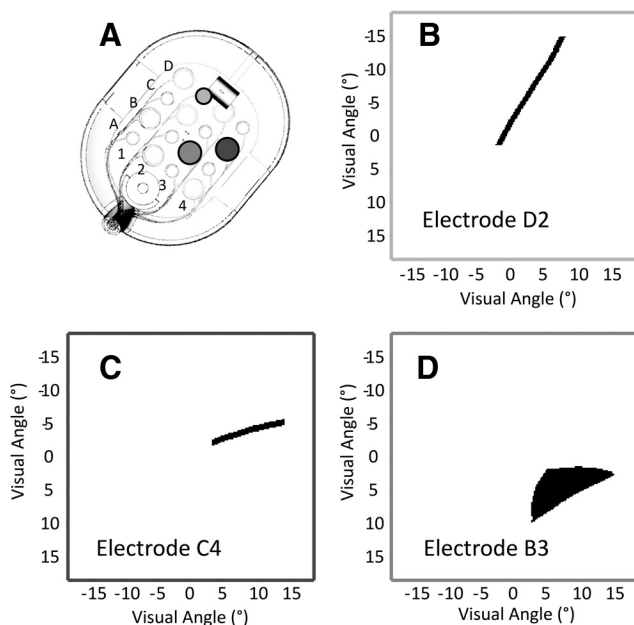 A
D
C
B
A
1
2
3
4
B
-15
-10
-5
0
5
10
15
Visual Angle (°)
Electrode D2
-15 -10 -5 0 5 10 15
Visual Angle (°)
C
-15
-10
-5
0
5
10
15
Visual Angle (°)
Electrode C4
-15 -10 -5 0 5 10 15
Visual Angle (°)
D
-15
-10
-5
0
5
10
15
Visual Angle (°)
Electrode B3
-15 -10 -5 0 5 10 15
Visual Angle (°)